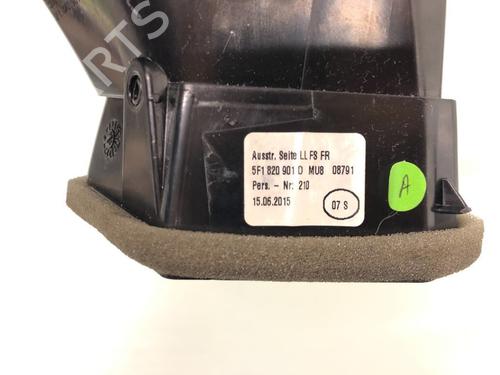 Ausstr. Seite LL FS FR
5F1 820 901 D MU8 08791
Pers. - Nr. 210
15.06.2015 07 S
A